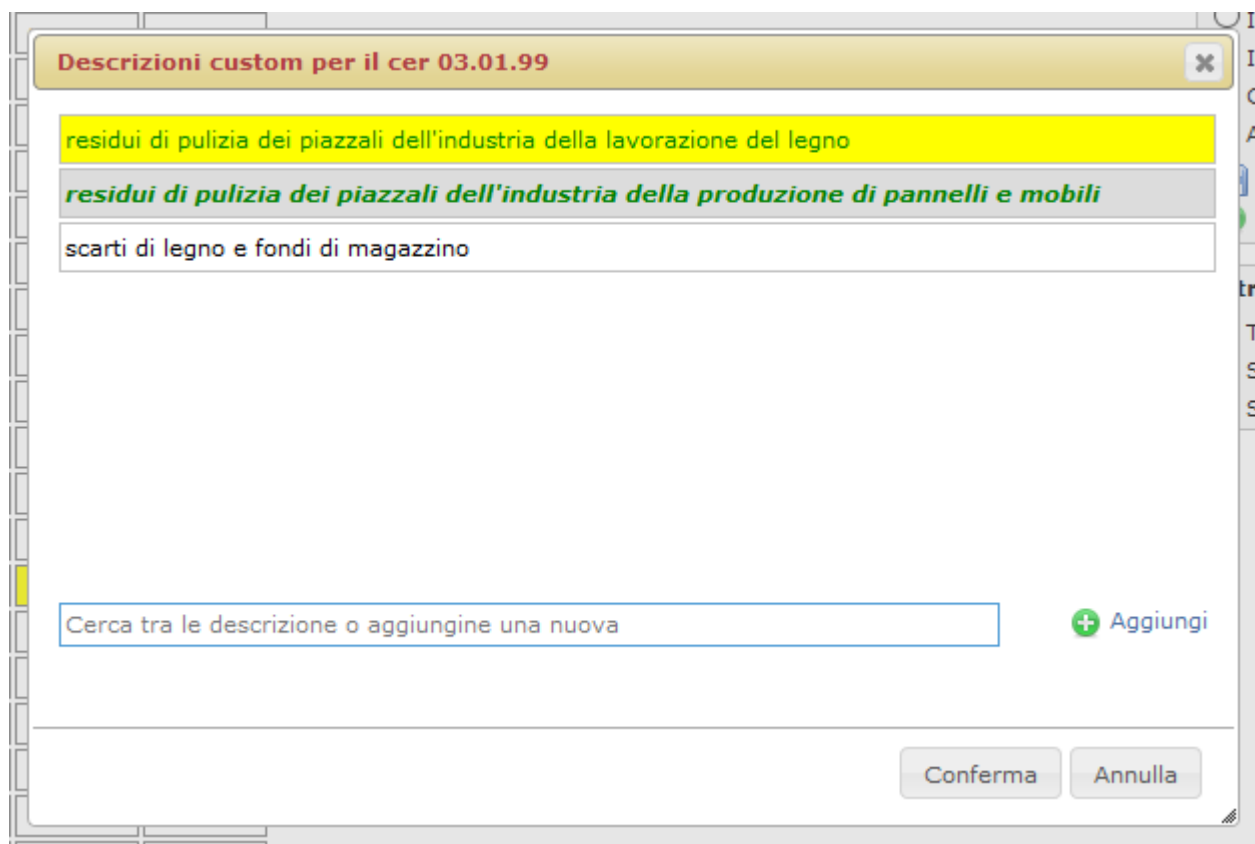 Descrizioni custom per il cer 03.01.99
residui di pulizia dei piazzali dell'industria della lavorazione del legno
residui di pulizia dei piazzali dell'industria della produzione di pannelli e mobili
scarti di legno e fondi di magazzino
Cerca tra le descrizione o aggiungine una nuova
Aggiungi
Conferma
Annulla